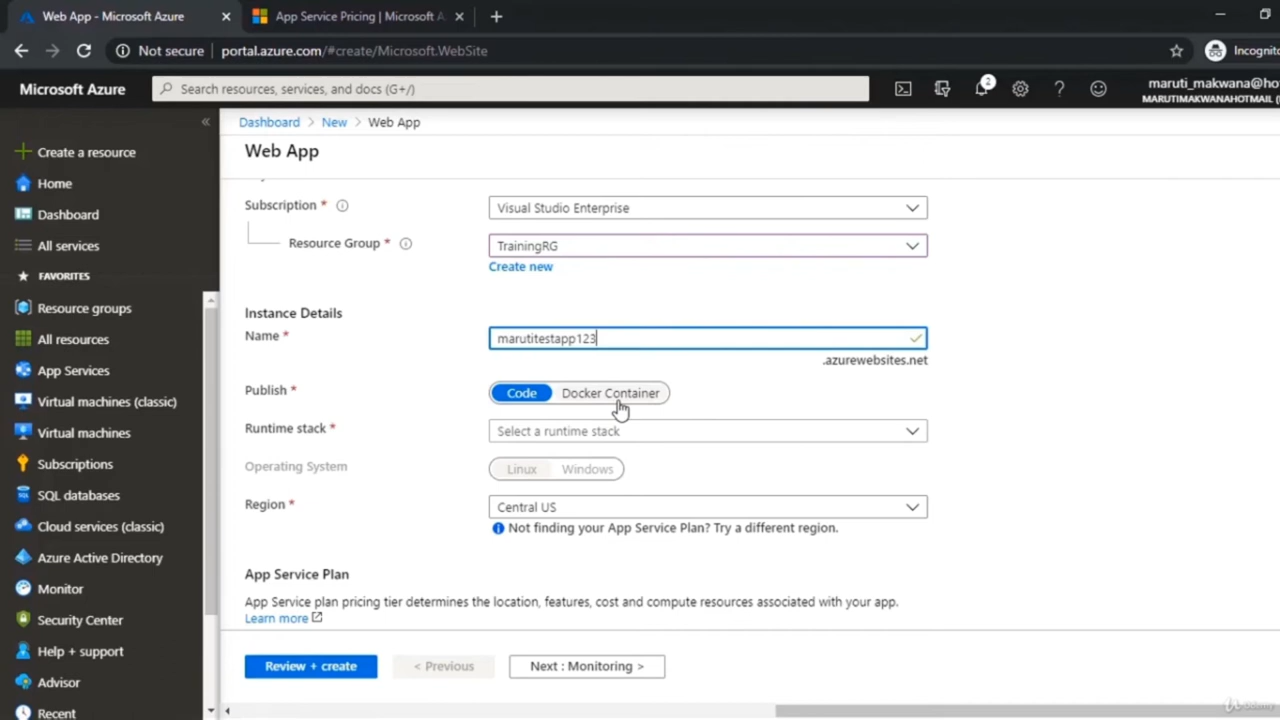 Web App - Microsoft Azure
App Service Pricing | Microsoft A
Not secure | portal.azure.com/#create/Microsoft.WebSite
Incognito
Microsoft Azure
Search resources, services, and docs (G+/)
2
maruti_makwana@ho
MARUTIMAKWANAHOTMAIL (
Dashboard > New > Web App
Web App
Create a resource
Home
Dashboard
All services
FAVORITES
Resource groups
All resources
App Services
Virtual machines (classic)
Virtual machines
Subscriptions
SQL databases
Cloud services (classic)
Azure Active Directory
Monitor
Security Center
Help + support
Advisor
Recent
Subscription *
Visual Studio Enterprise
Resource Group *
TrainingRG
Create new
Instance Details
Name *
marutitestapp123
.azurewebsites.net
Publish *
Code
Docker Container
Runtime stack *
Select a runtime stack
Operating System
Linux
Windows
Region *
Central US
Not finding your App Service Plan? Try a different region.
App Service Plan
App Service plan pricing tier determines the location, features, cost and compute resources associated with your app.
Learn more
Review + create
< Previous
Next : Monitoring >
Udemy